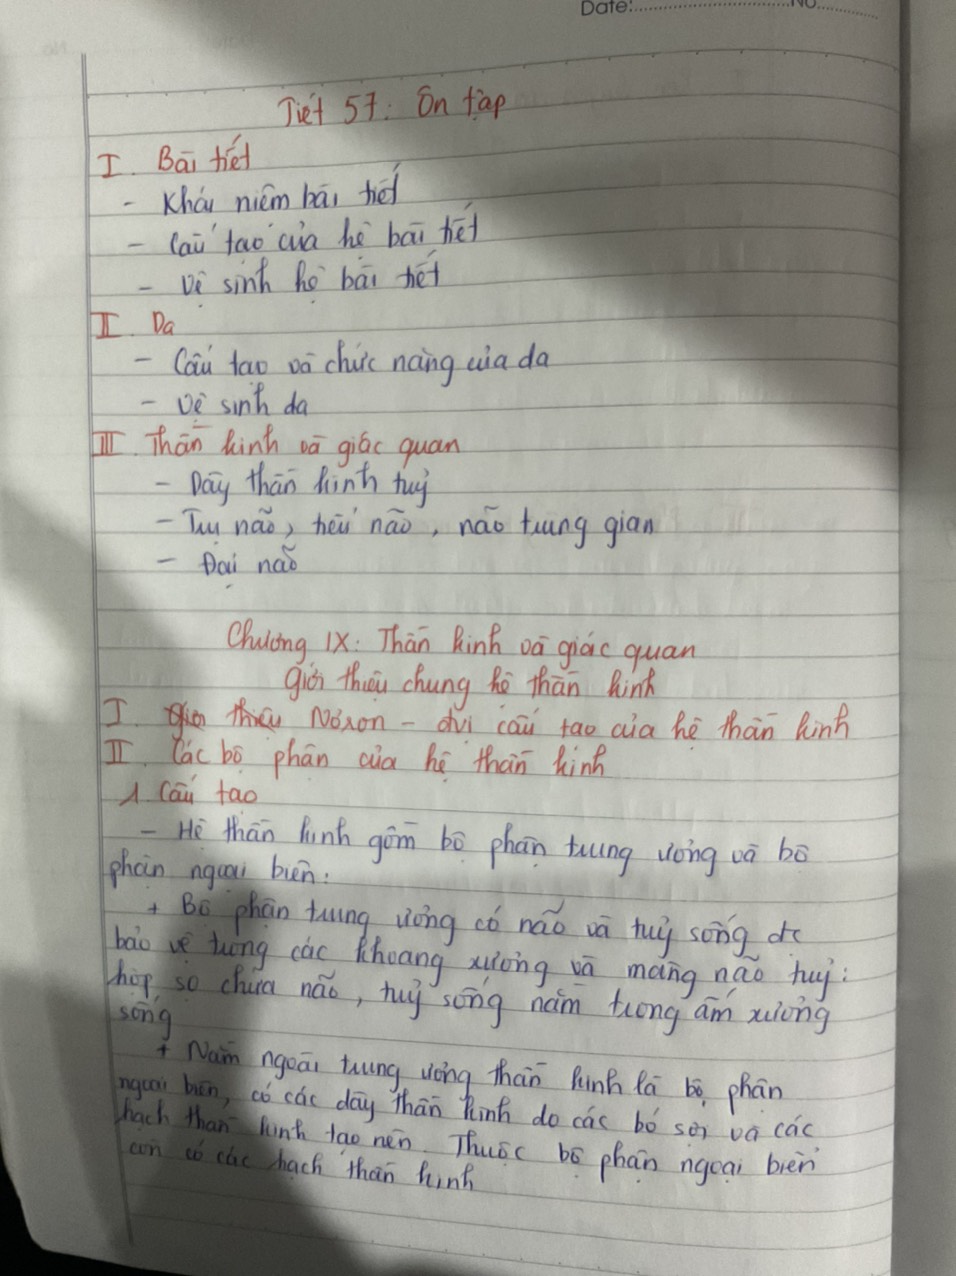 Date:..................No.............
Tiết 57: Ôn tập
I. Bài tiết
- Khái niệm bài tiết
- Cấu tạo của hệ bài tiết
- Vệ sinh hệ bài tiết
II. Da
- Cấu tạo và chức năng của da
- Vệ sinh da
III. Thần kinh và giác quan
- Dây thần kinh tuỷ
- Trụ não, tiểu não, não trung gian
- Đại não
Chương IX: Thần kinh và giác quan
Giới thiệu chung hệ thần kinh
I. Giới thiệu Nơron - đvi cấu tạo của hệ thần kinh
II. Các bộ phận của hệ thần kinh
1. Cấu tạo
- Hệ thần kinh gồm bộ phận trung ương và bộ
phận ngoại biên:
+ Bộ phận trung ương có não và tuỷ sống đc
bảo vệ trong các khoang xương và màng não tuỷ:
hộp sọ chứa não, tuỷ sống nằm trong ấm xương
sống
+ Nằm ngoài trung ương thần kinh là bộ phận
ngoại biên, có các dây thần kinh do các bó sợi và các
hạch thần kinh tạo nên. Thuộc bộ phận ngoại biên
còn có các hạch thần kinh